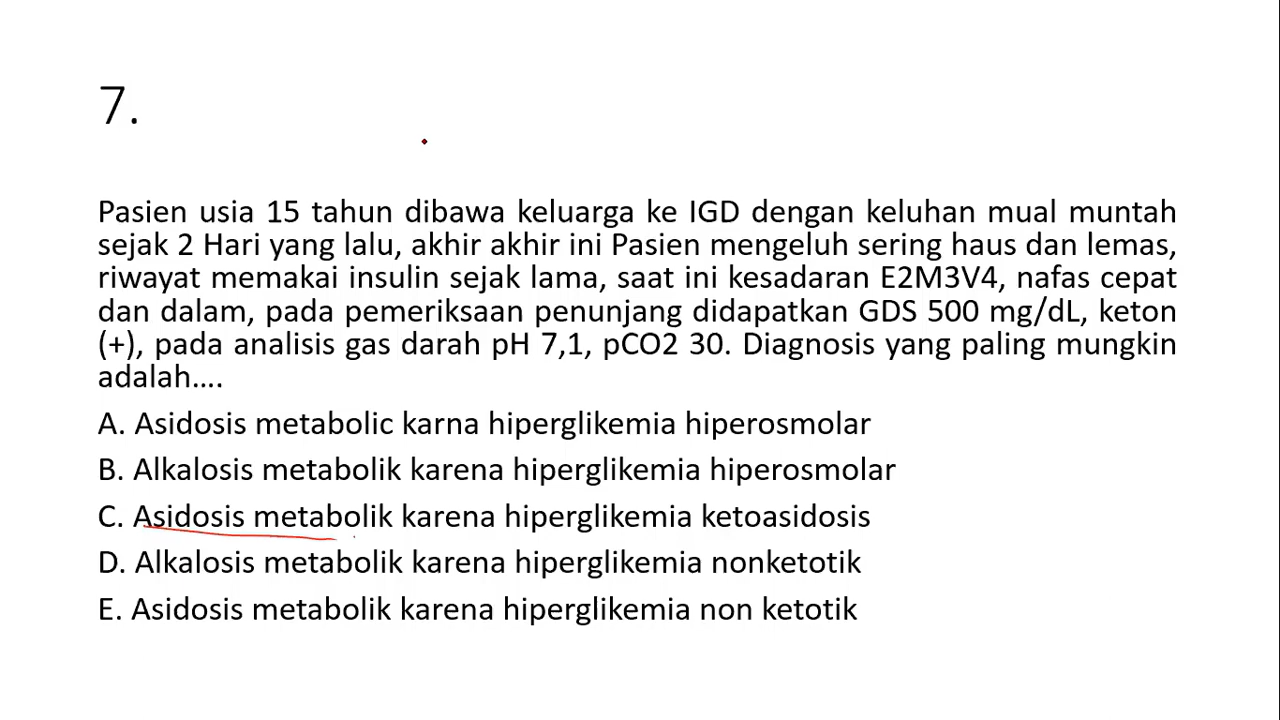 7.
Pasien usia 15 tahun dibawa keluarga ke IGD dengan keluhan mual muntah
sejak 2 Hari yang lalu, akhir akhir ini Pasien mengeluh sering haus dan lemas,
riwayat memakai insulin sejak lama, saat ini kesadaran E2M3V4, nafas cepat
dan dalam, pada pemeriksaan penunjang didapatkan GDS 500 mg/dL, keton
(+), pada analisis gas darah pH 7,1, pCO2 30. Diagnosis yang paling mungkin
adalah....
A. Asidosis metabolic karna hiperglikemia hiperosmolar
B. Alkalosis metabolik karena hiperglikemia hiperosmolar
C. Asidosis metabolik karena hiperglikemia ketoasidosis
D. Alkalosis metabolik karena hiperglikemia nonketotik
E. Asidosis metabolik karena hiperglikemia non ketotik